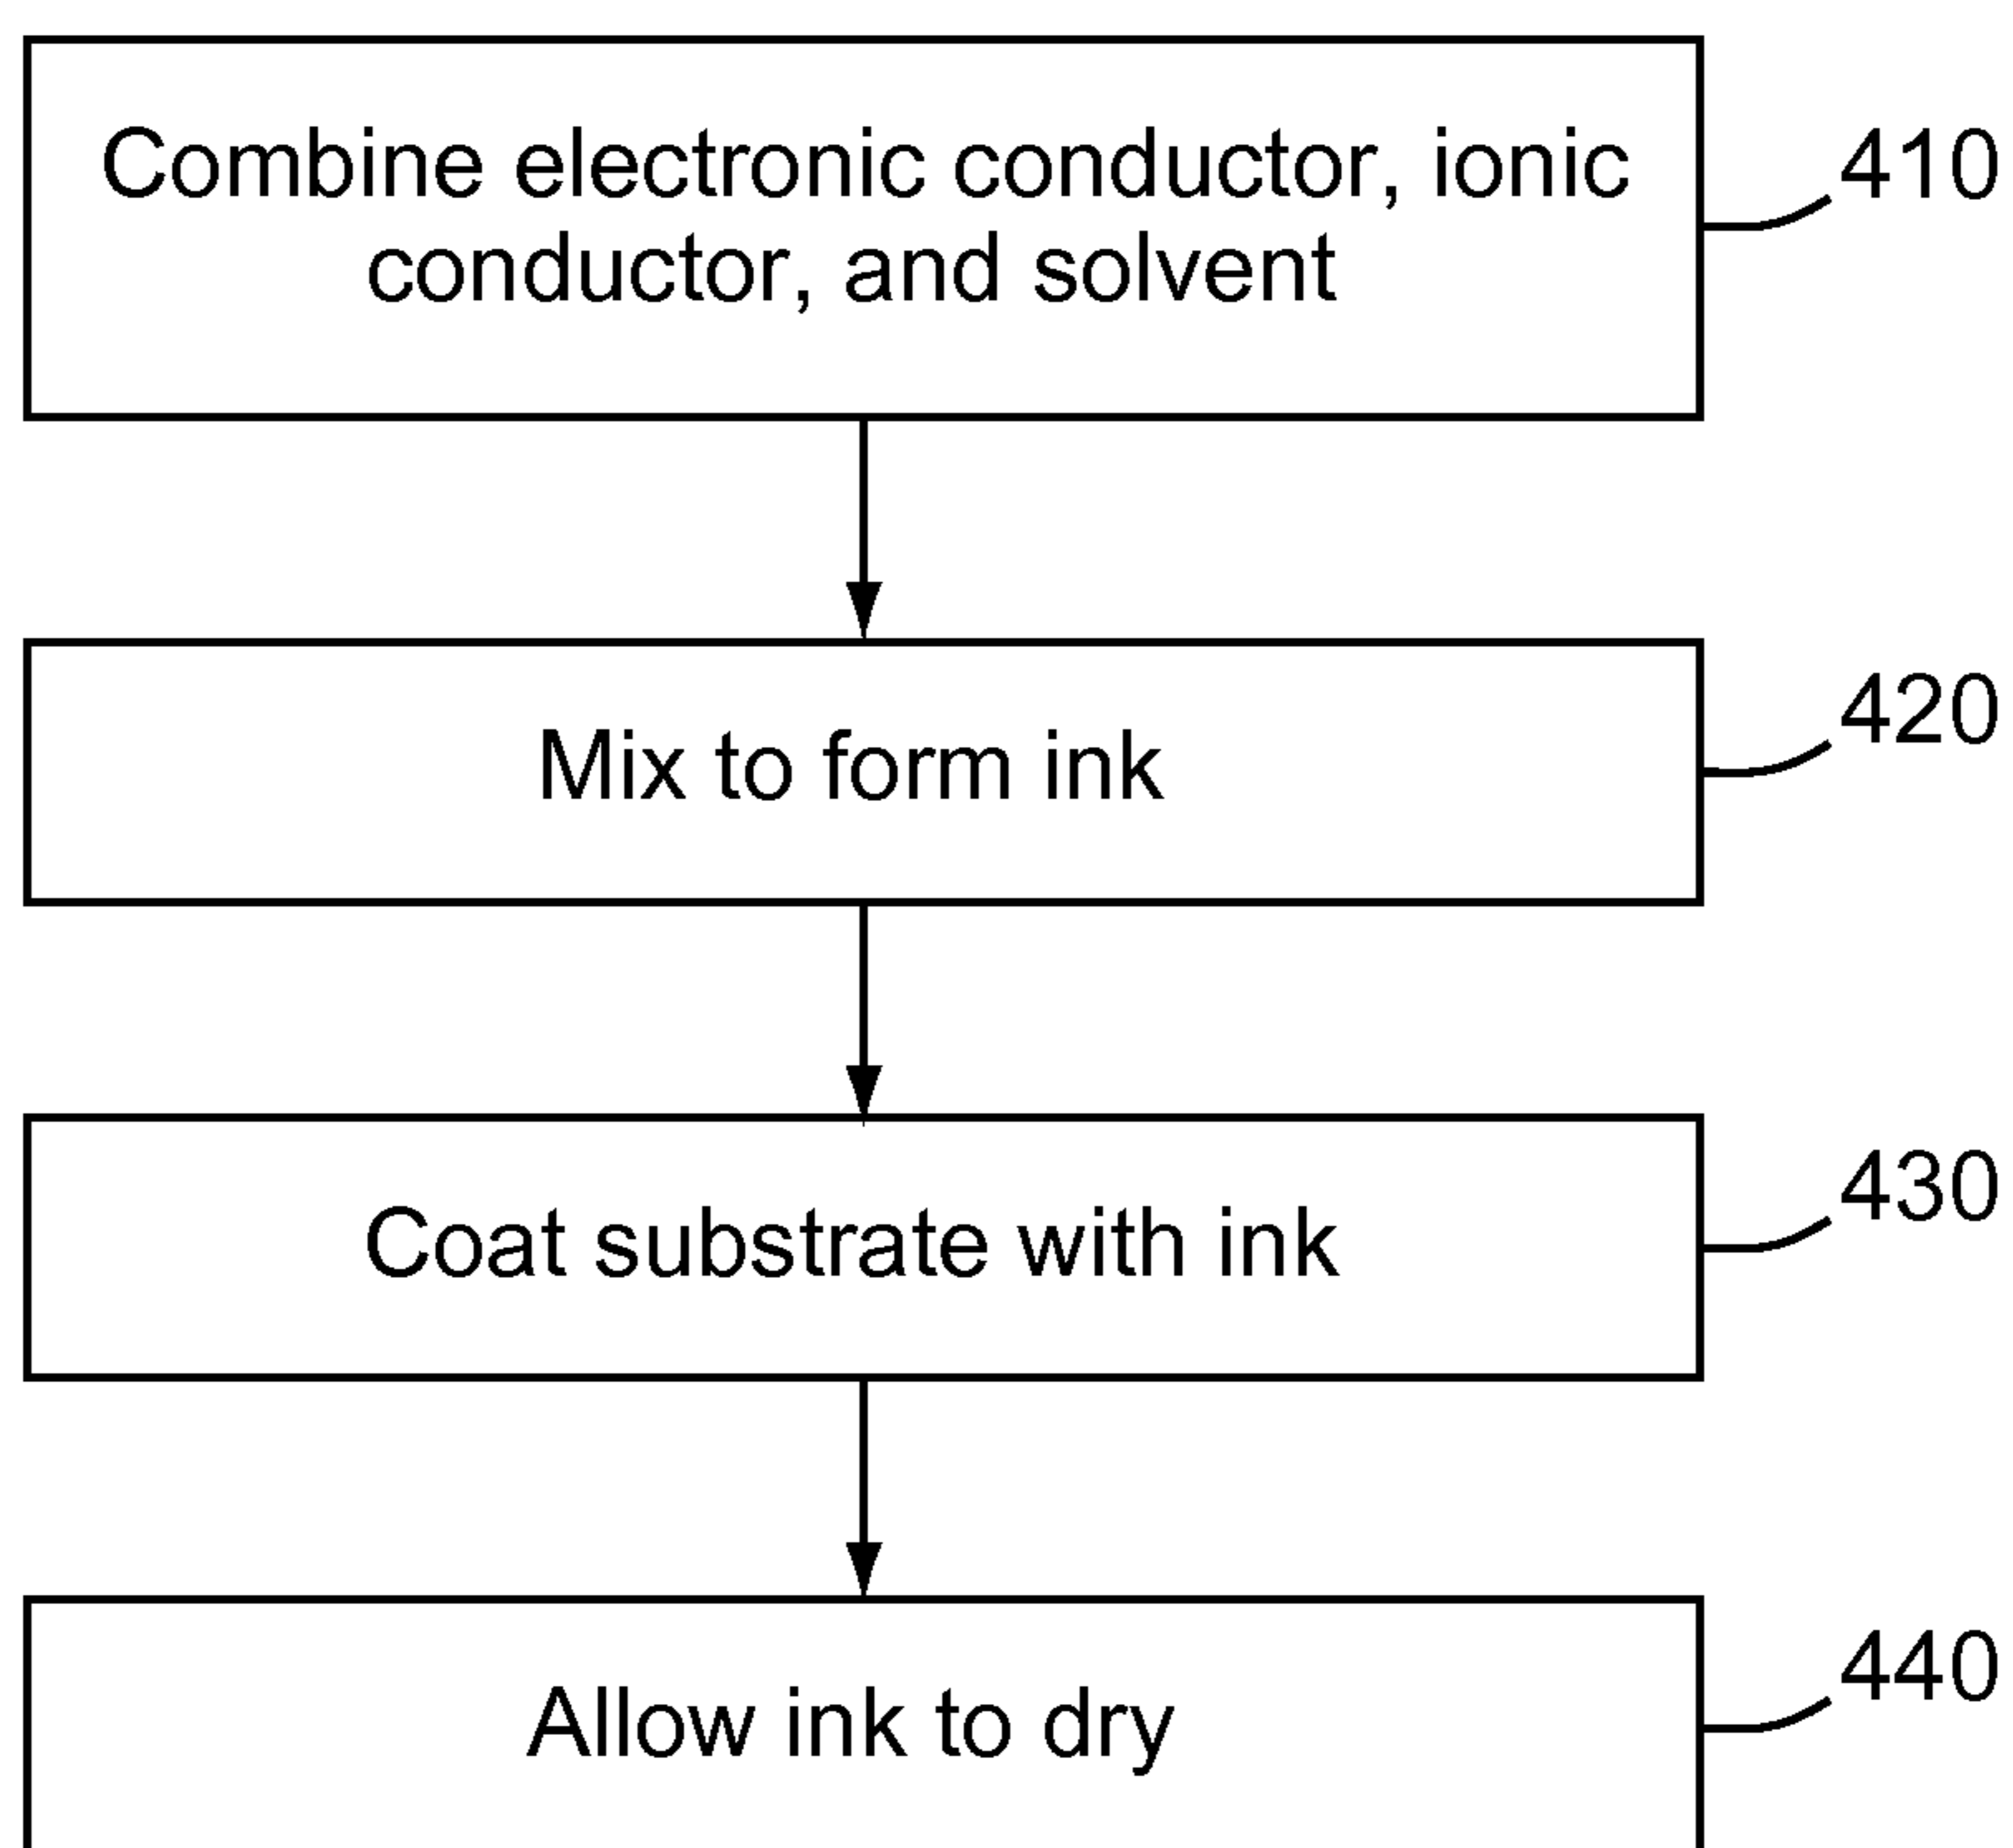 Combine electronic conductor, ionic
conductor, and solvent
410
Mix to form ink
420
Coat substrate with ink
430
Allow ink to dry
440